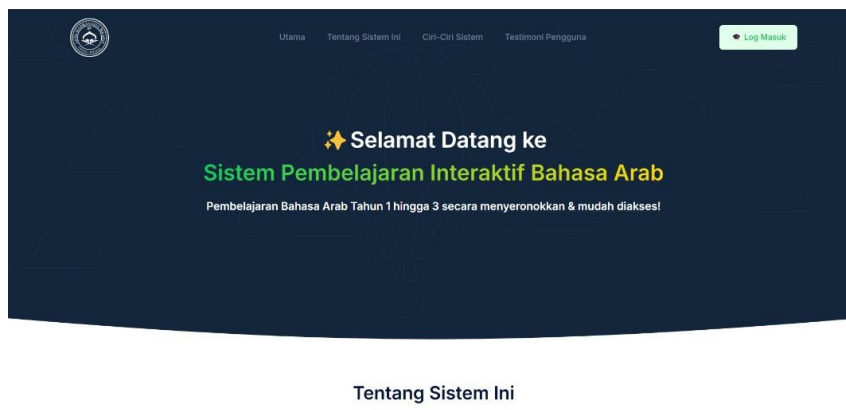 Utama Tentang Sistem Ini Ciri-Ciri Sistem Testimoni Pengguna Log Masuk
Selamat Datang ke
Sistem Pembelajaran Interaktif Bahasa Arab
Pembelajaran Bahasa Arab Tahun 1 hingga 3 secara menyeronokkan & mudah diakses!
Tentang Sistem Ini